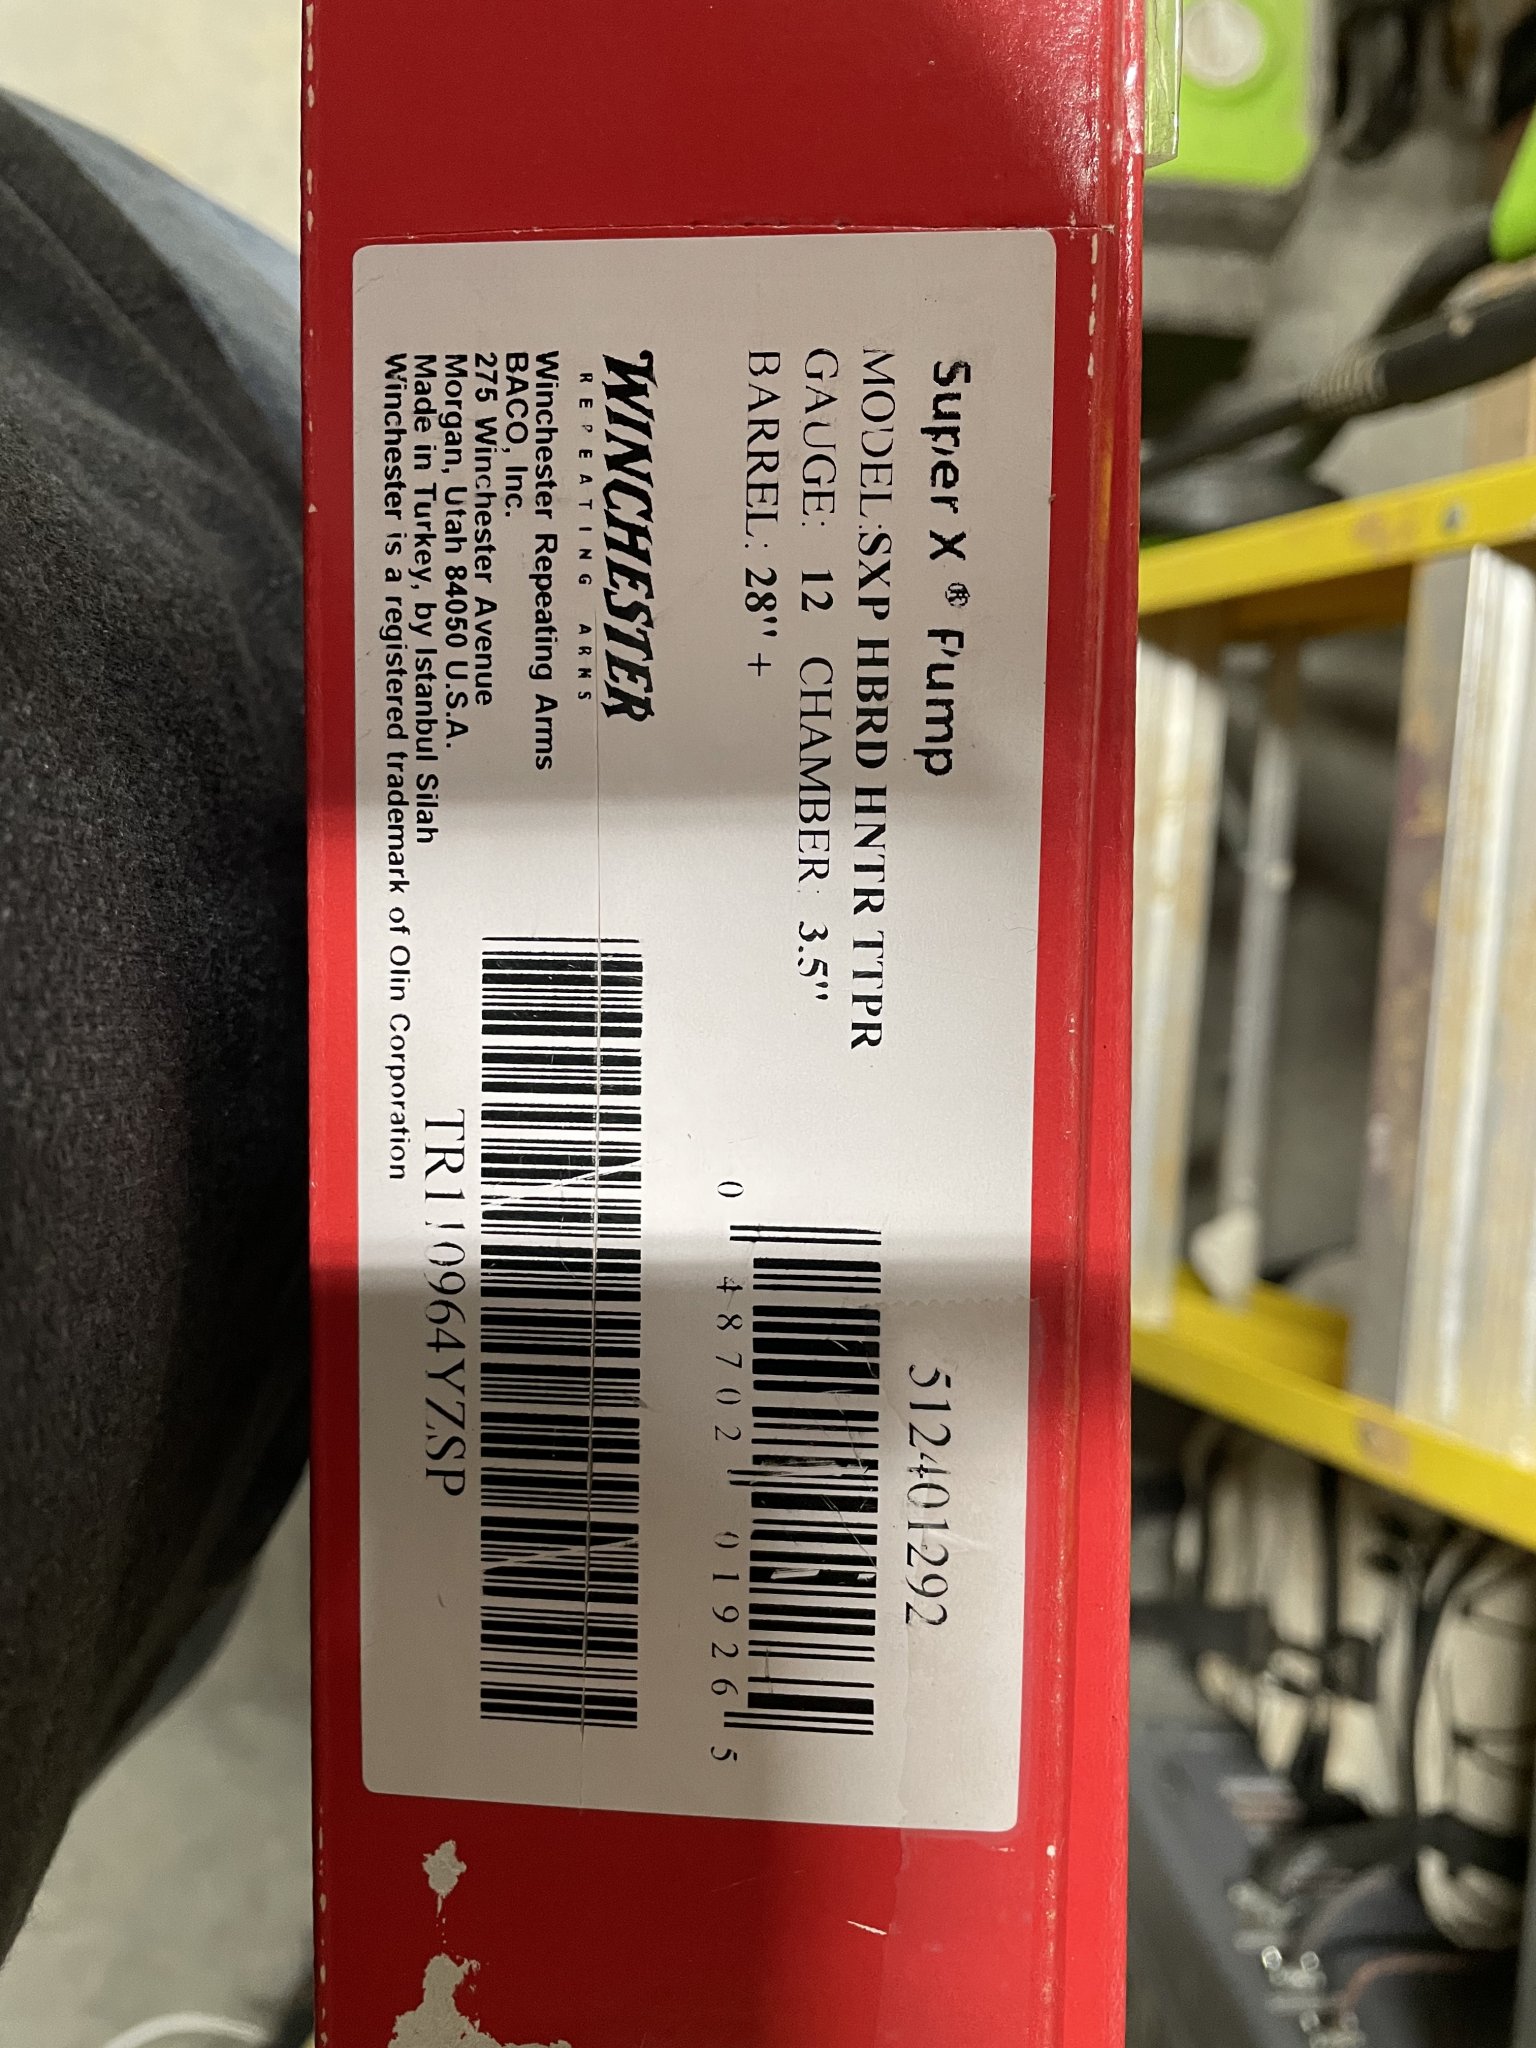 Super X ® Pump
MODEL:SXP HBRD HNTR TTPR
GAUGE: 12 CHAMBER: 3.5"
BARREL: 28" +
512401292
0 48702 01926 5
WINCHESTER
REPEATING ARMS
Winchester Repeating Arms
BACO, Inc.
275 Winchester Avenue
Morgan, Utah 84050 U.S.A.
Made in Turkey, by Istanbul Silah
Winchester is a registered trademark of Olin Corporation
TR110964YZSP